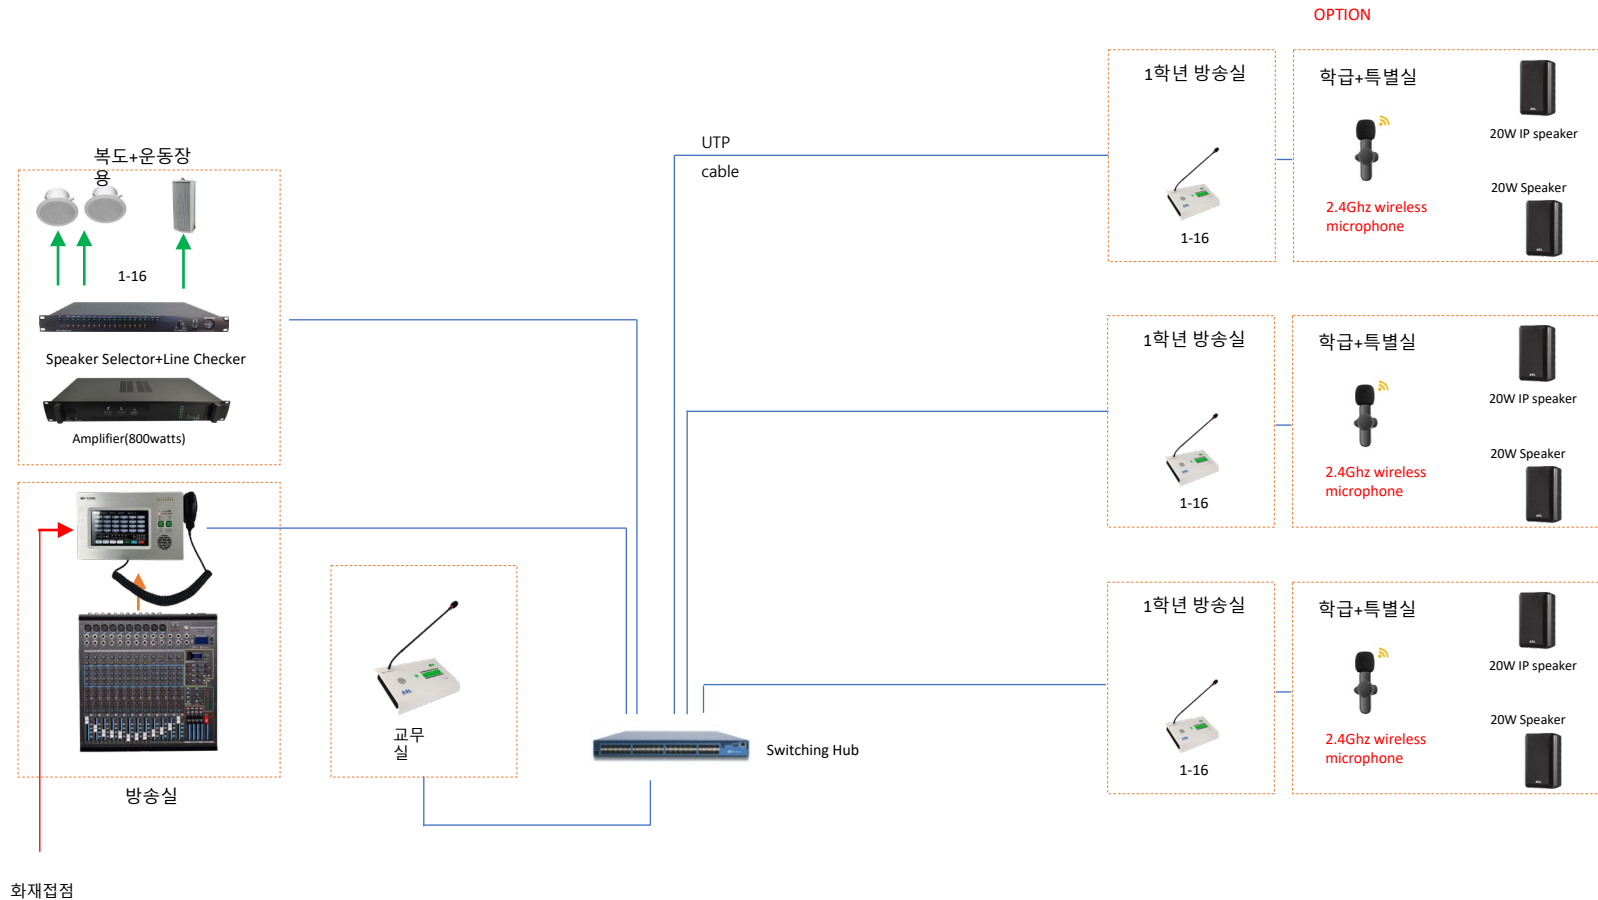 OPTION
1학년 방송실
학급+특별실
20W IP speaker
UTP
cable
20W Speaker
2.4Ghz wireless
microphone
1-16
복도+운동장
용
1-16
Speaker Selector+Line Checker
Amplifier(800watts)
1학년 방송실
학급+특별실
20W IP speaker
20W Speaker
2.4Ghz wireless
microphone
1-16
1학년 방송실
학급+특별실
20W IP speaker
20W Speaker
2.4Ghz wireless
microphone
1-16
교무
실
Switching Hub
방송실
화재접점